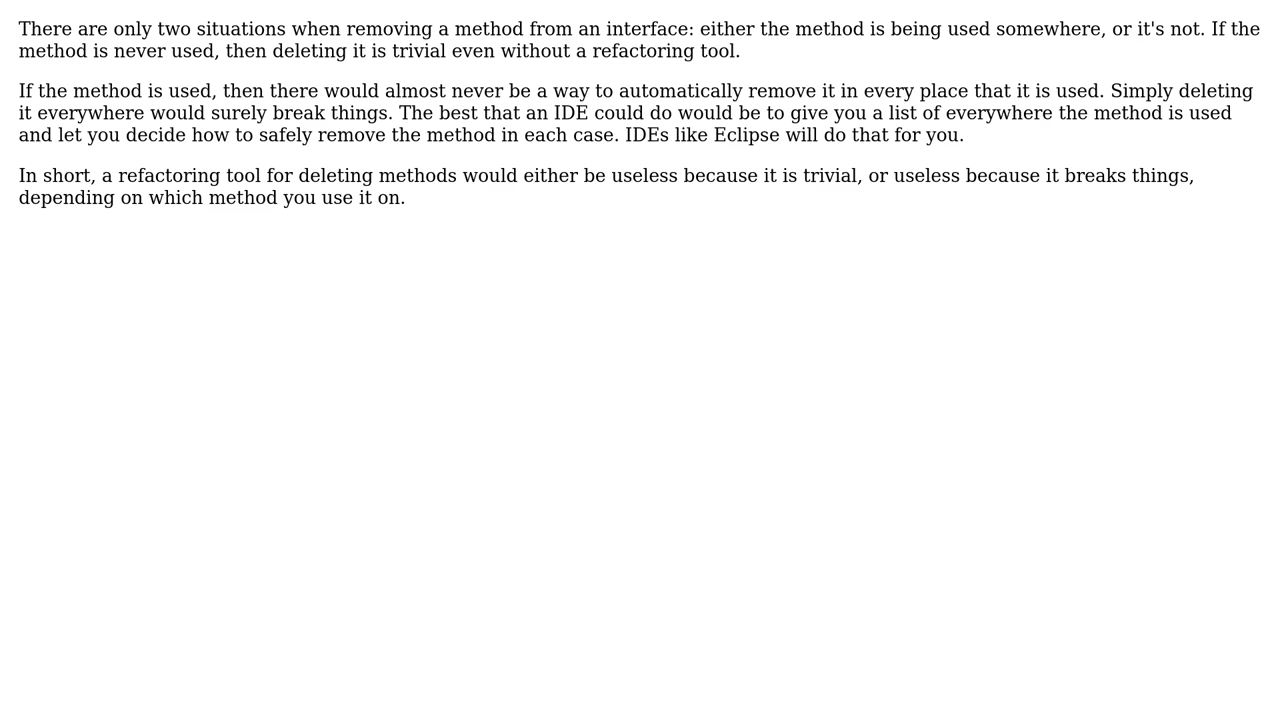 There are only two situations when removing a method from an interface: either the method is being used somewhere, or it's not. If the
method is never used, then deleting it is trivial even without a refactoring tool.
If the method is used, then there would almost never be a way to automatically remove it in every place that it is used. Simply deleting
it everywhere would surely break things. The best that an IDE could do would be to give you a list of everywhere the method is used
and let you decide how to safely remove the method in each case. IDEs like Eclipse will do that for you.
In short, a refactoring tool for deleting methods would either be useless because it is trivial, or useless because it breaks things,
depending on which method you use it on.